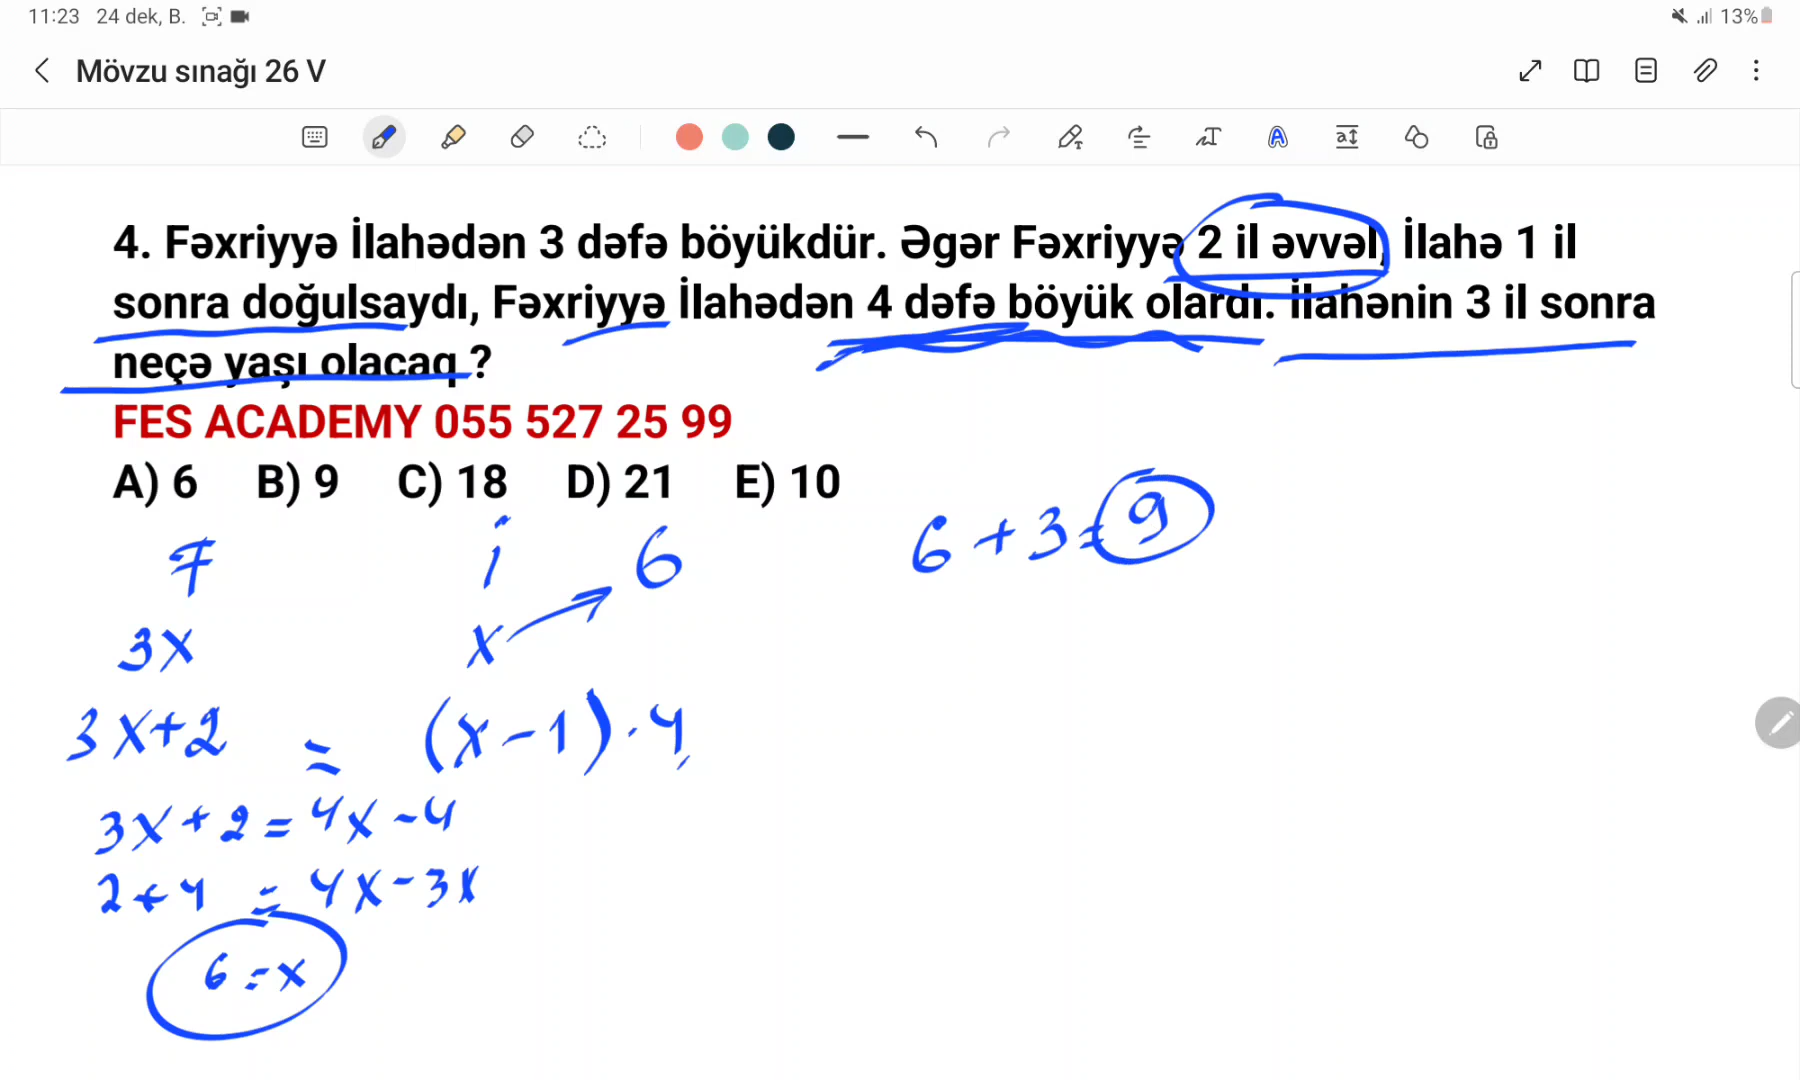 11:23 24 dek, B. 13%
Mövzu sınağı 26 V
4. Fəxriyyə İlahədən 3 dəfə böyükdür. Əgər Fəxriyyə 2 il əvvəl, İlahə 1 il
sonra doğulsaydı, Fəxriyyə İlahədən 4 dəfə böyük olardı. İlahənin 3 il sonra
neçə yaşı olacaq ?
FES ACADEMY 055 527 25 99
A) 6 B) 9 C) 18 D) 21 E) 10
6 + 3 = 9
F i 6
3x x
3x+2 = (x-1)·4
3x+2=4x-4
2+4 = 4x-3x
6=x